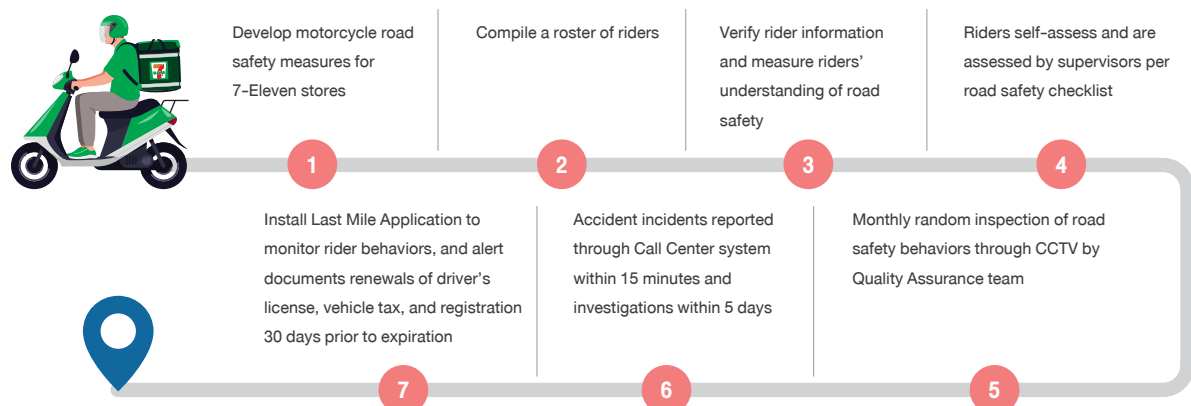 Develop motorcycle road
safety measures for
7-Eleven stores
1
Compile a roster of riders
2
Verify rider information
and measure riders'
understanding of road
safety
3
Riders self-assess and are
assessed by supervisors per
road safety checklist
4
Monthly random inspection of road
safety behaviors through CCTV by
Quality Assurance team
5
Accident incidents reported
through Call Center system
within 15 minutes and
investigations within 5 days
6
Install Last Mile Application to
monitor rider behaviors, and alert
documents renewals of driver's
license, vehicle tax, and registration
30 days prior to expiration
7